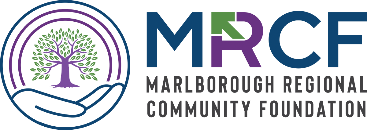 MRCF
MARLBOROUGH REGIONAL
COMMUNITY FOUNDATION